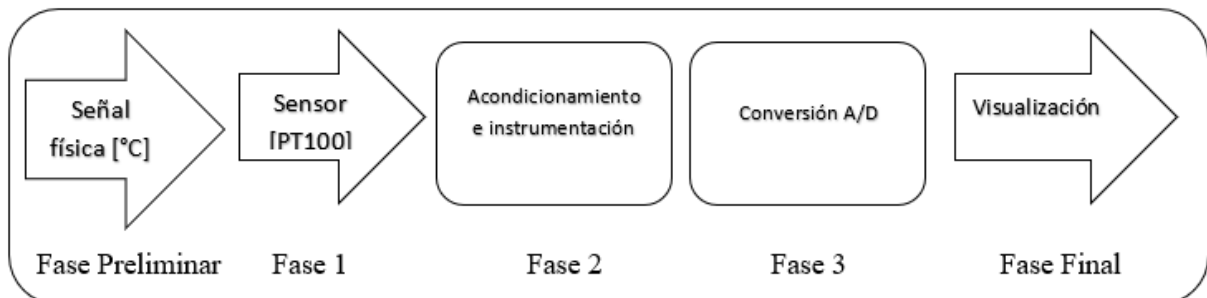 Señal
física [°C]
Sensor
[PT100]
Acondicionamiento
e instrumentación
Conversión A/D
Visualización
Fase Preliminar
Fase 1
Fase 2
Fase 3
Fase Final